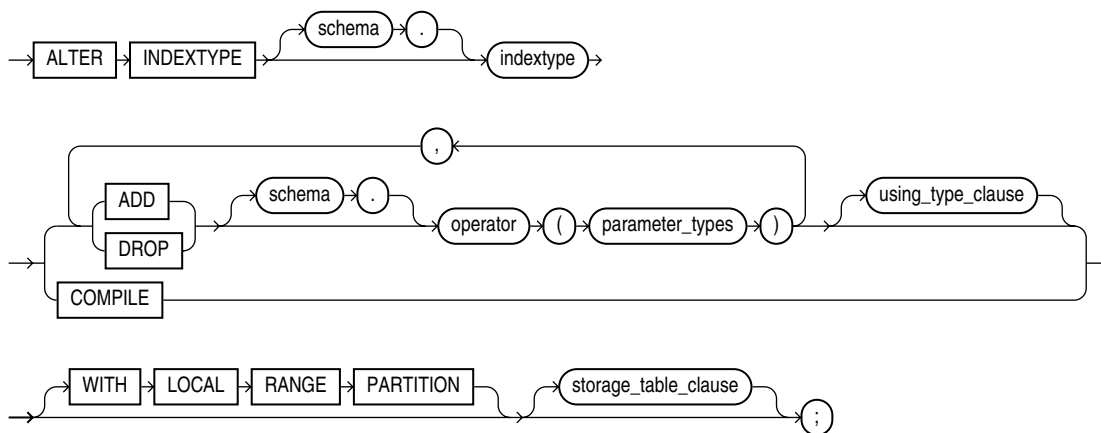 schema .
ALTER INDEXTYPE indextype
,
ADD schema . using_type_clause
operator ( parameter_types )
DROP
COMPILE
WITH LOCAL RANGE PARTITION storage_table_clause
;